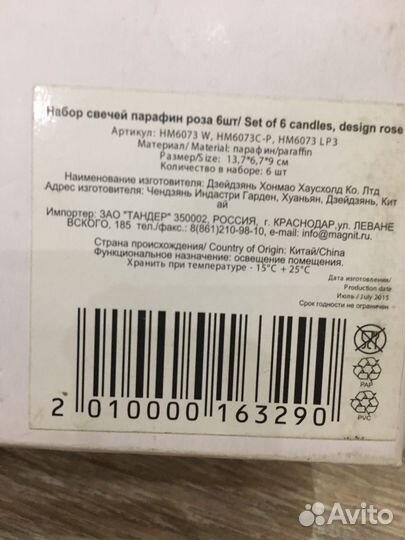 Набор свечей парафин роза 6шт/ Set of 6 candles, design rose
Артикул: HM6073 W, HM6073C-P, HM6073 LP3
Материал/ Material: парафин/paraffin
Размер/Size: 13,7*6,7*9 см
Количество в наборе: 6 шт
Наименование изготовителя: Дзейдзянь Хонмао Хаусхолд Ко. Лтд
Адрес изготовителя: Чендзянь Индастри Гарден, Хуаньян, Дзейдзянь, Кит
ай
Импортер: ЗАО "ТАНДЕР" 350002, РОССИЯ, г. КРАСНОДАР,ул. ЛЕВАНЕ
ВСКОГО, 185 тел./факс.: 8(861)210-98-10, e-mail: info@magnit.ru
Страна происхождения/ Country of Origin: Китай/China
Функциональное назначение: освещение помещения.
Хранить при температуре - 15°C + 25°C
Дата изготовления/
Production date
Июль / July 2015
Срок годности не ограничен
2 010000 163290
PAP
PVC
Avito